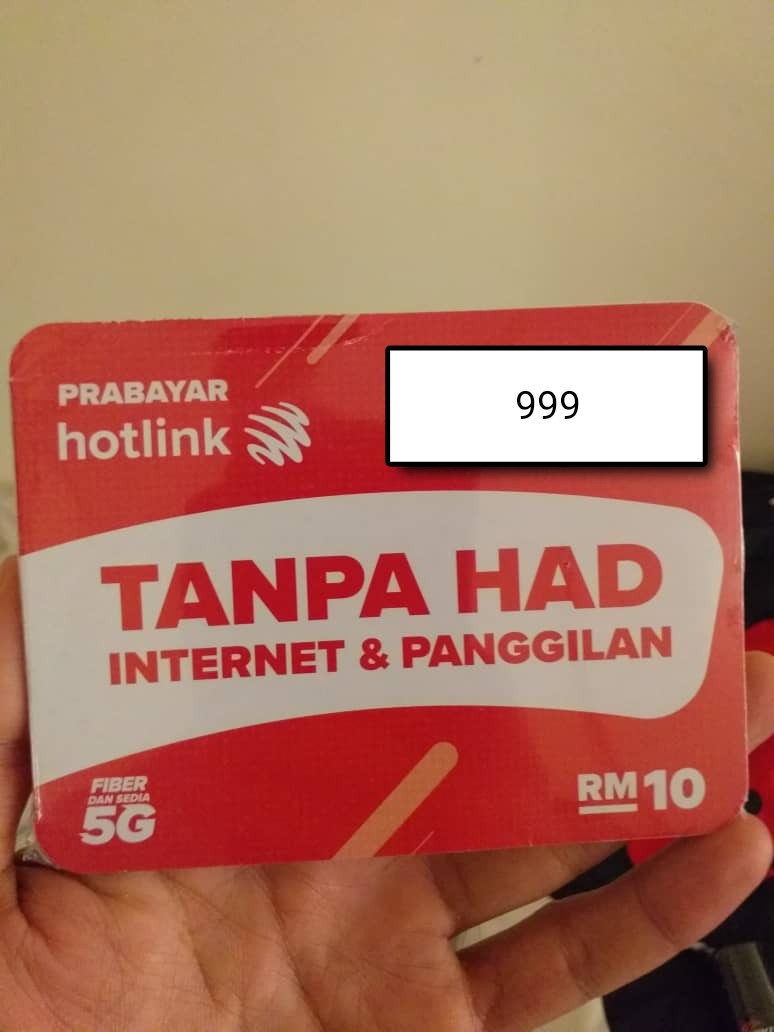 PRABAYAR
hotlink
999
TANPA HAD
INTERNET & PANGGILAN
FIBER
DAN SEDIA
5G
RM10